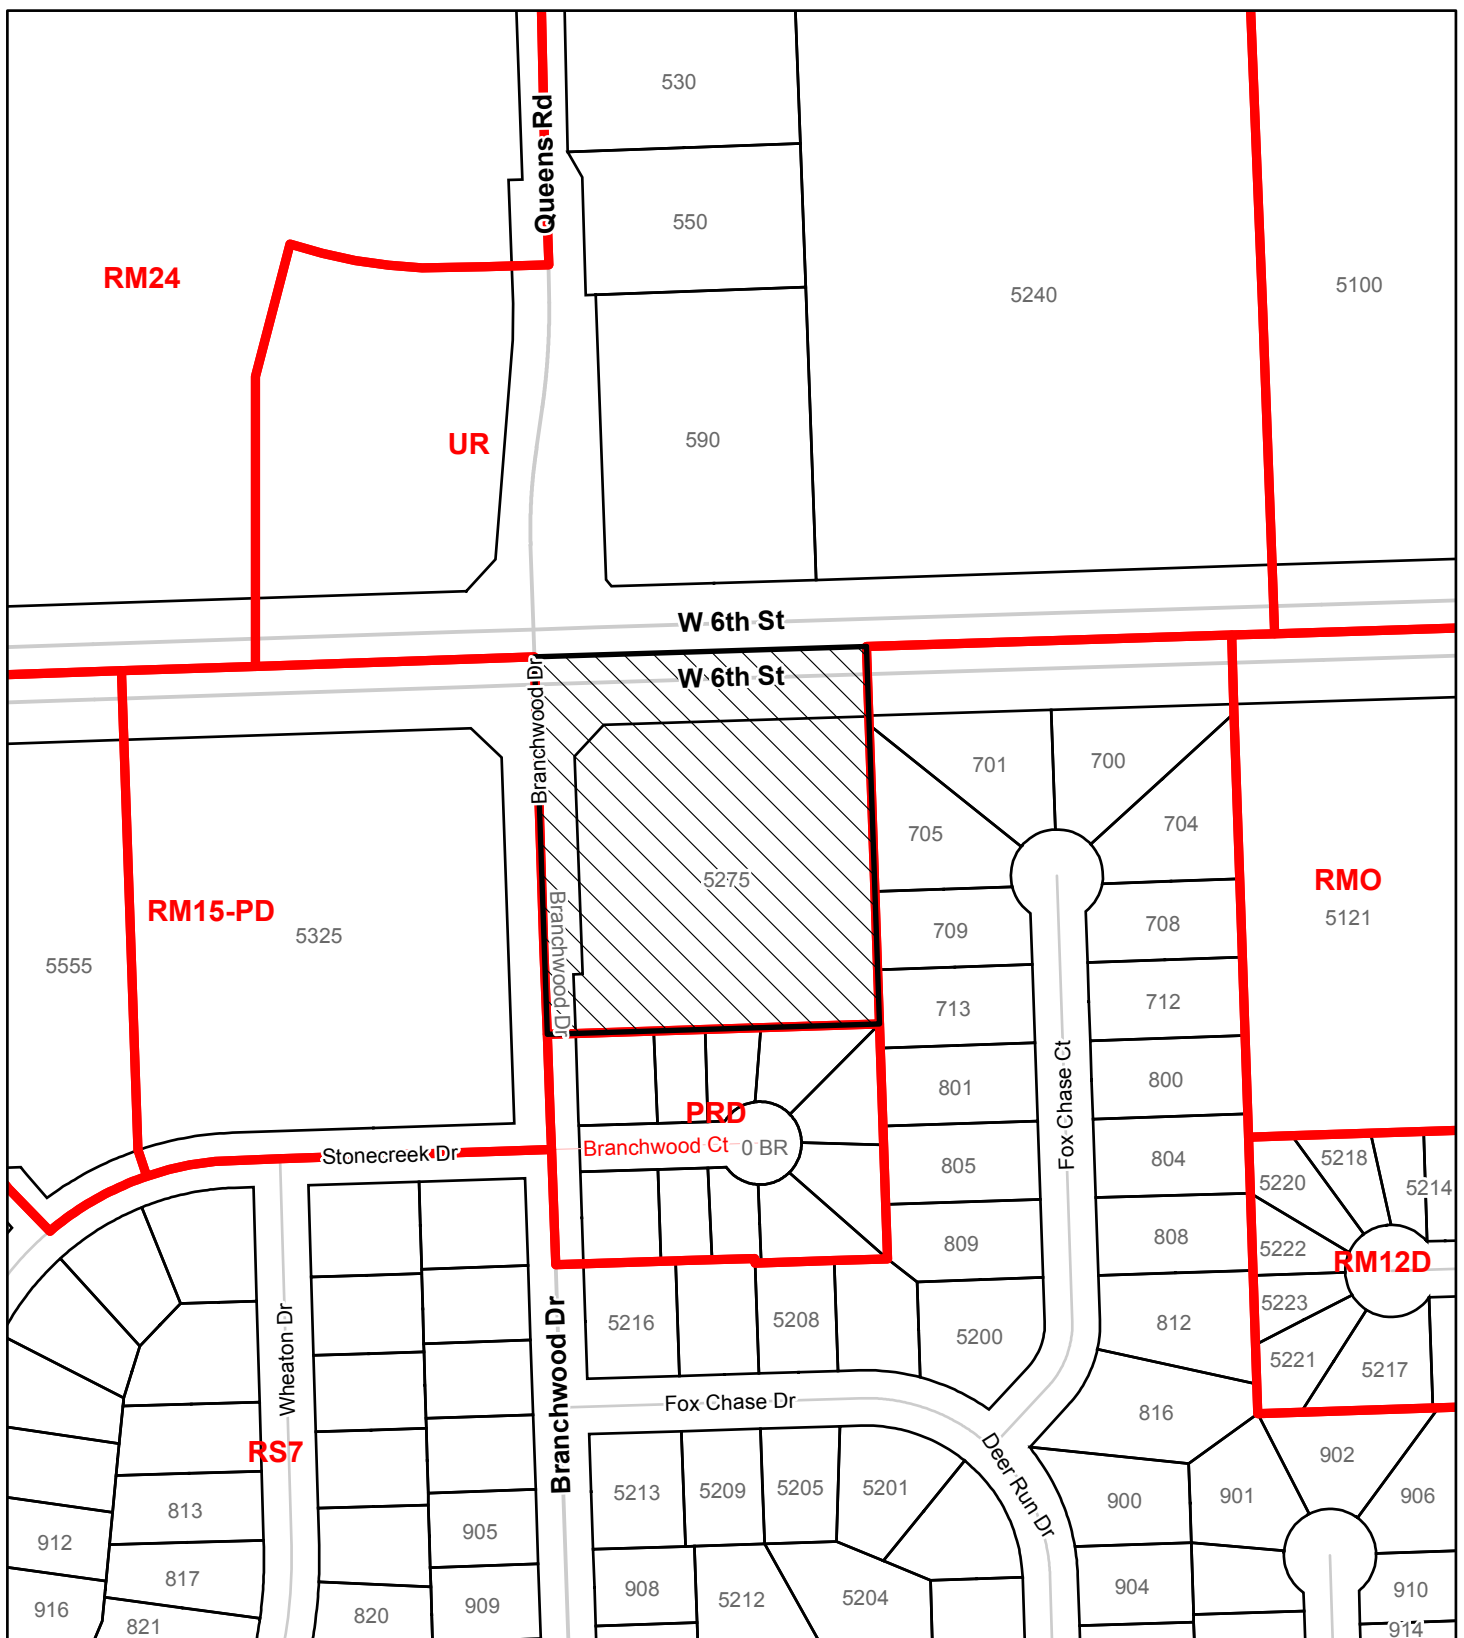 530
Queens Rd
550
RM24
5240
5100
UR
590
W 6th St
W 6th St
Branchwood Dr
701
700
705
704
5275
RMO
RM15-PD
5325
5121
Branchwood Dr
709
708
5555
713
712
Fox Chase Ct
801
800
PRD
Branchwood Ct
0 BR
Stonecreek Dr
805
804
5218
5220
5214
809
808
5222
RM12D
5223
Wheaton Dr
Branchwood Dr
5216
5208
5200
812
5221
5217
Fox Chase Dr
816
RS7
Deer Run Dr
902
5213
5209
5205
5201
900
901
906
813
912
905
817
908
5212
5204
904
910
916
821
820
909
914